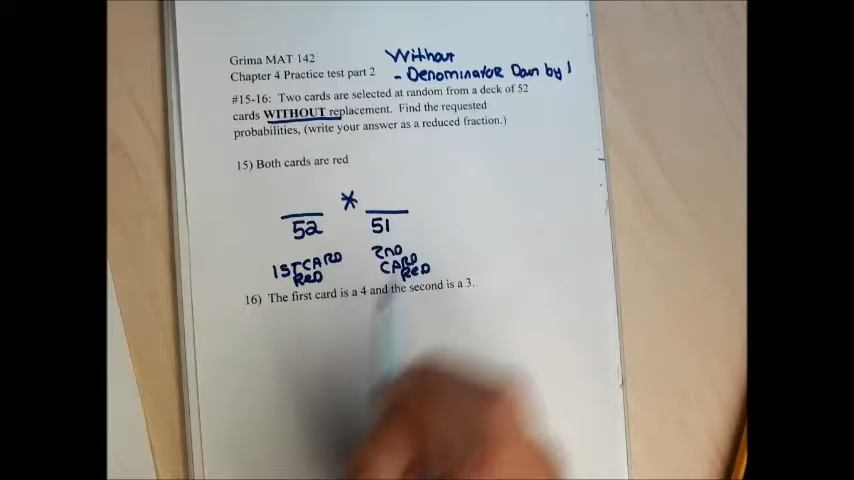 Grima MAT 142
Without
Chapter 4 Practice test part 2
- Denominator Down by 1
#15-16: Two cards are selected at random from a deck of 52
cards WITHOUT replacement. Find the requested
probabilities, (write your answer as a reduced fraction.)
15) Both cards are red
*
52 51
1ST CARD RED
2ND CARD RED
16) The first card is a 4 and the second is a 3.